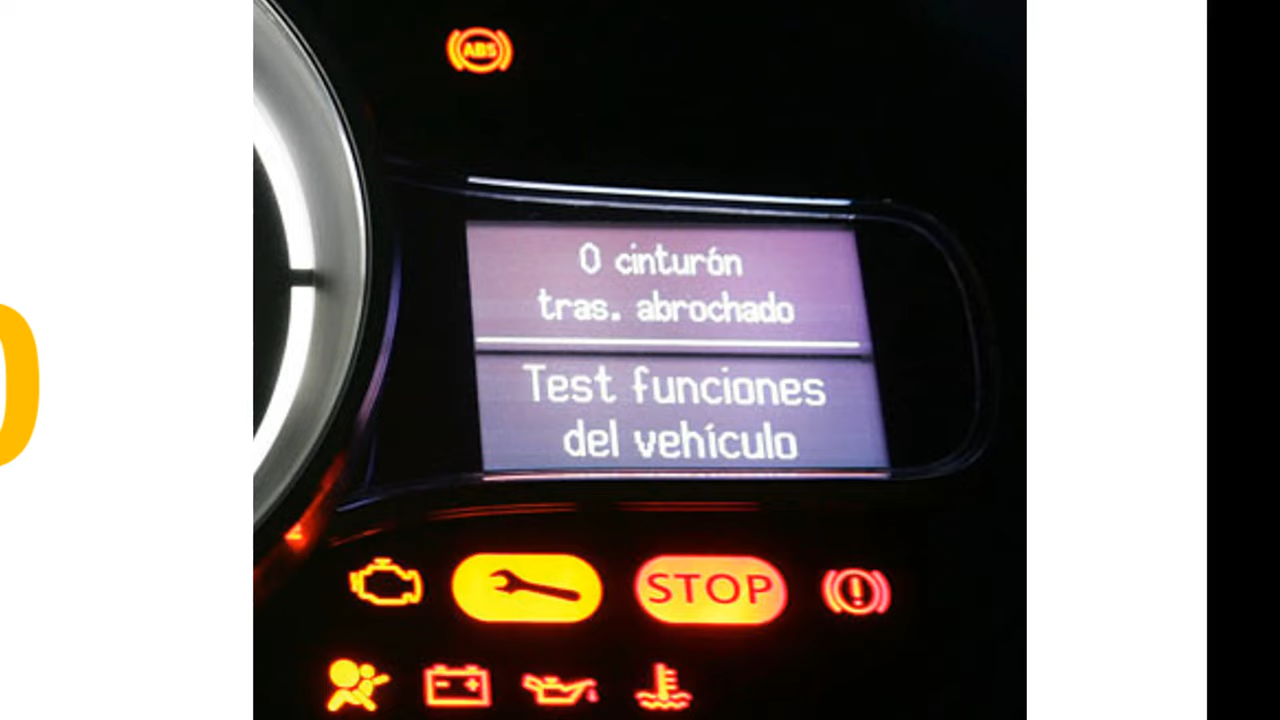 ABS
0 cinturón
tras. abrochado
Test funciones
del vehículo
STOP